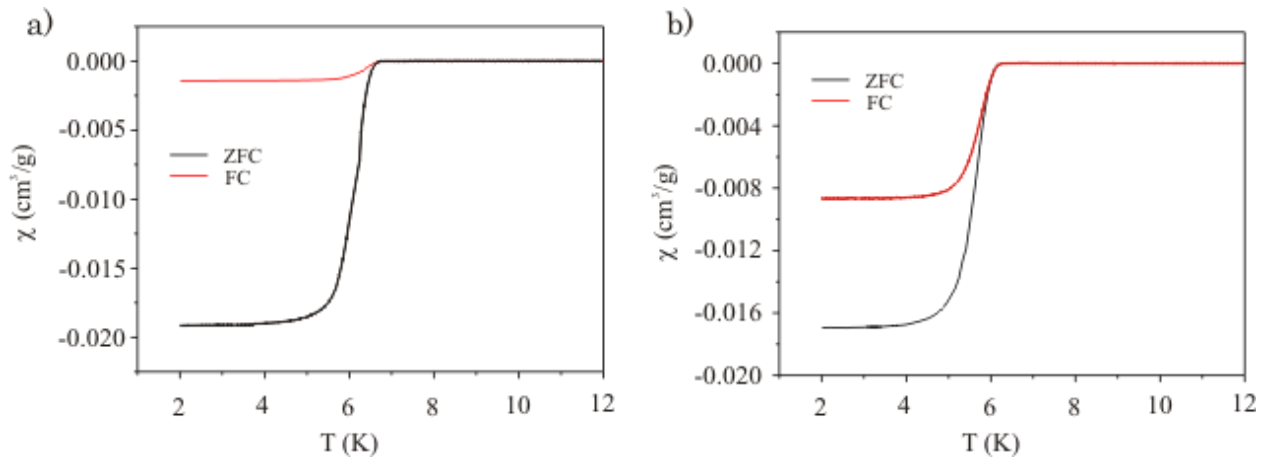 a)
0.000
-0.005
-0.010
-0.015
-0.020
χ (cm³/g)
ZFC
FC
2 4 6 8 10 12
T (K)
b)
0.000
-0.004
-0.008
-0.012
-0.016
-0.020
χ (cm³/g)
ZFC
FC
2 4 6 8 10 12
T (K)